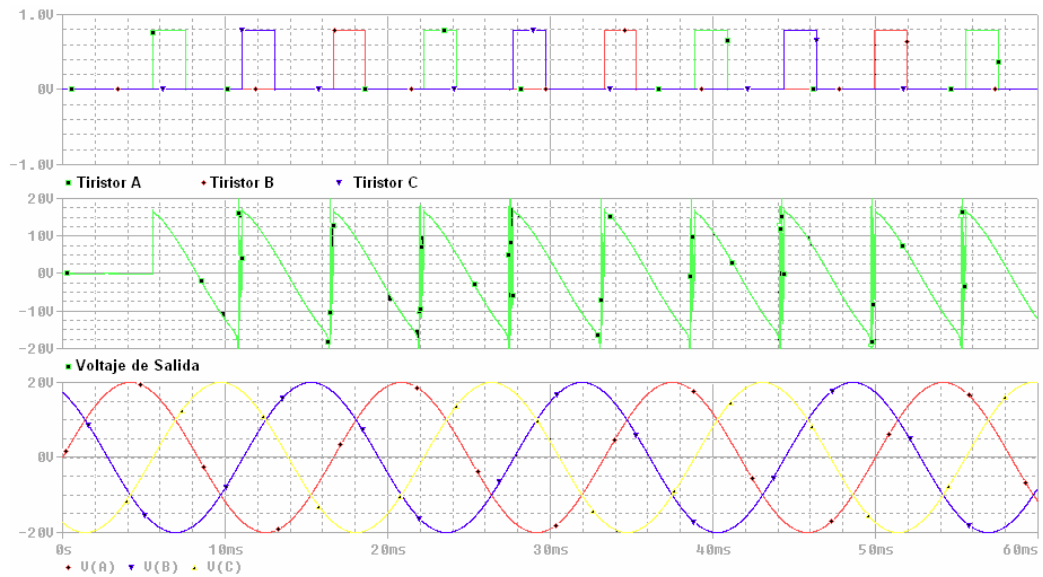 1.0V
0V
-1.0V
Tiristor A Tiristor B Tiristor C
20V
10V
0V
-10V
-20V
Voltaje de Salida
20V
0V
-20V
0s 10ms 20ms 30ms 40ms 50ms 60ms
V(A) V(B) V(C)